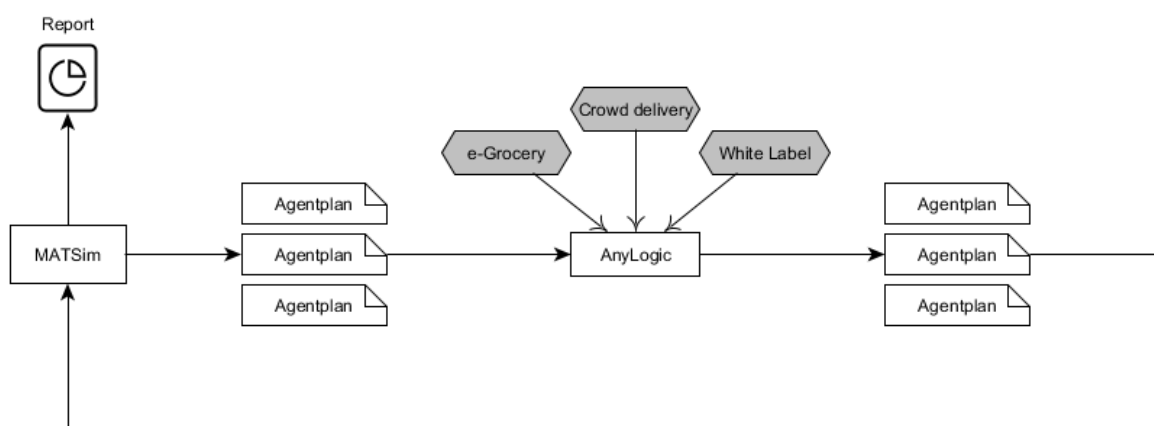 Report
Crowd delivery
e-Grocery
White Label
Agentplan
Agentplan
MATSim
Agentplan
AnyLogic
Agentplan
Agentplan
Agentplan